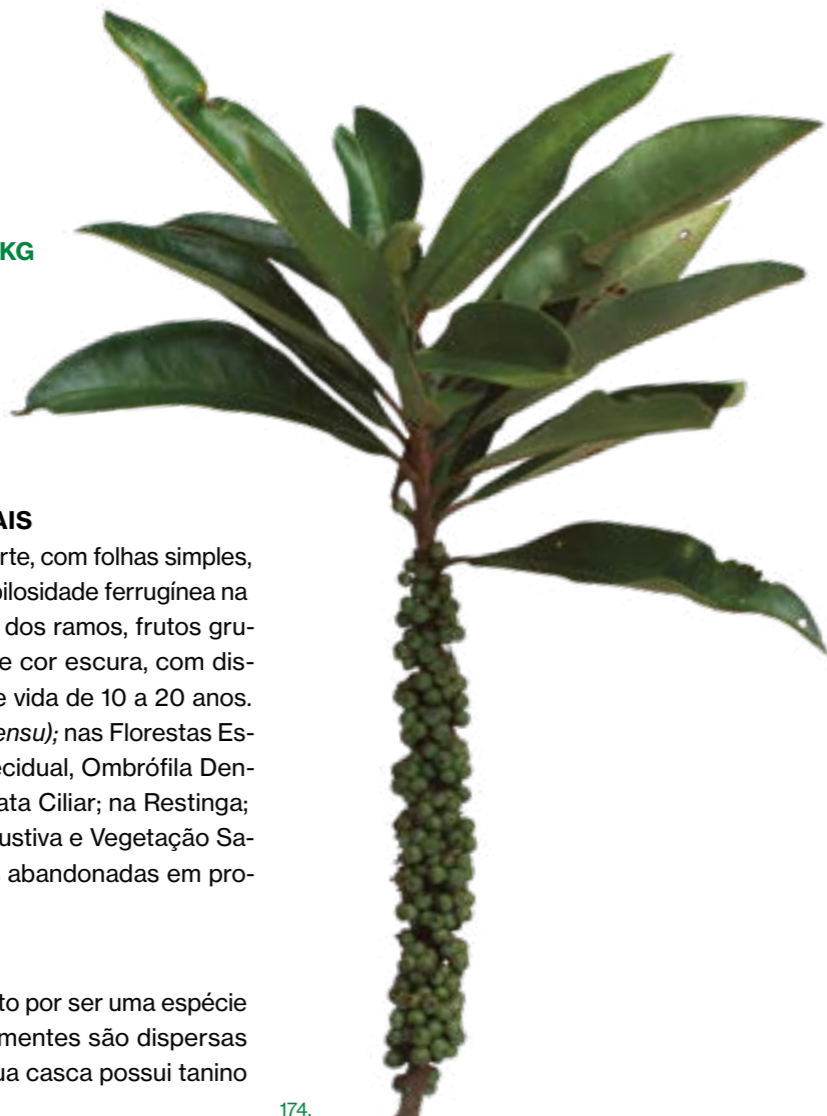 KG
AIS
rte, com folhas simples,
pilosidade ferrugínea na
dos ramos, frutos gru-
e cor escura, com dis-
e vida de 10 a 20 anos.
ensu); nas Florestas Es-
ecidual, Ombrófila Den-
ata Ciliar; na Restinga;
ustiva e Vegetação Sa-
s abandonadas em pro-
to por ser uma espécie
mentes são dispersas
ua casca possui tanino
174.